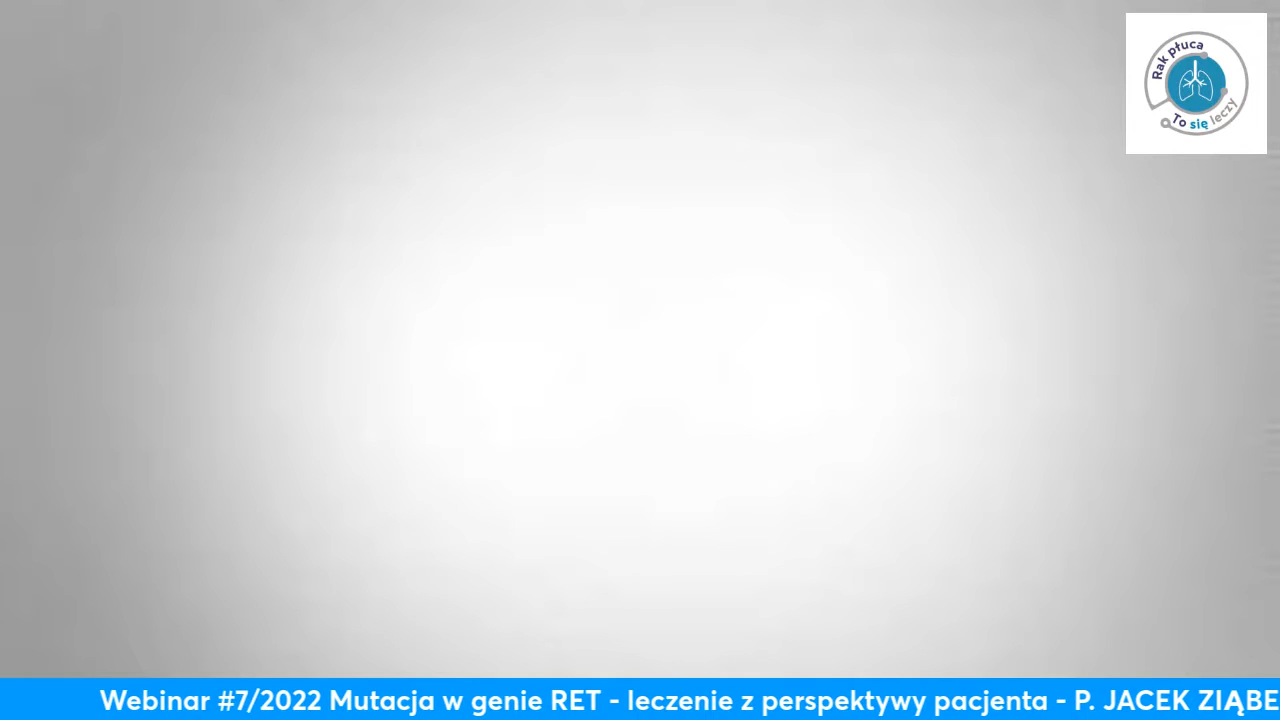 Rak płuca
To się leczy
Webinar #7/2022 Mutacja w genie RET - leczenie z perspektywy pacjenta - P. JACEK ZIĄBE